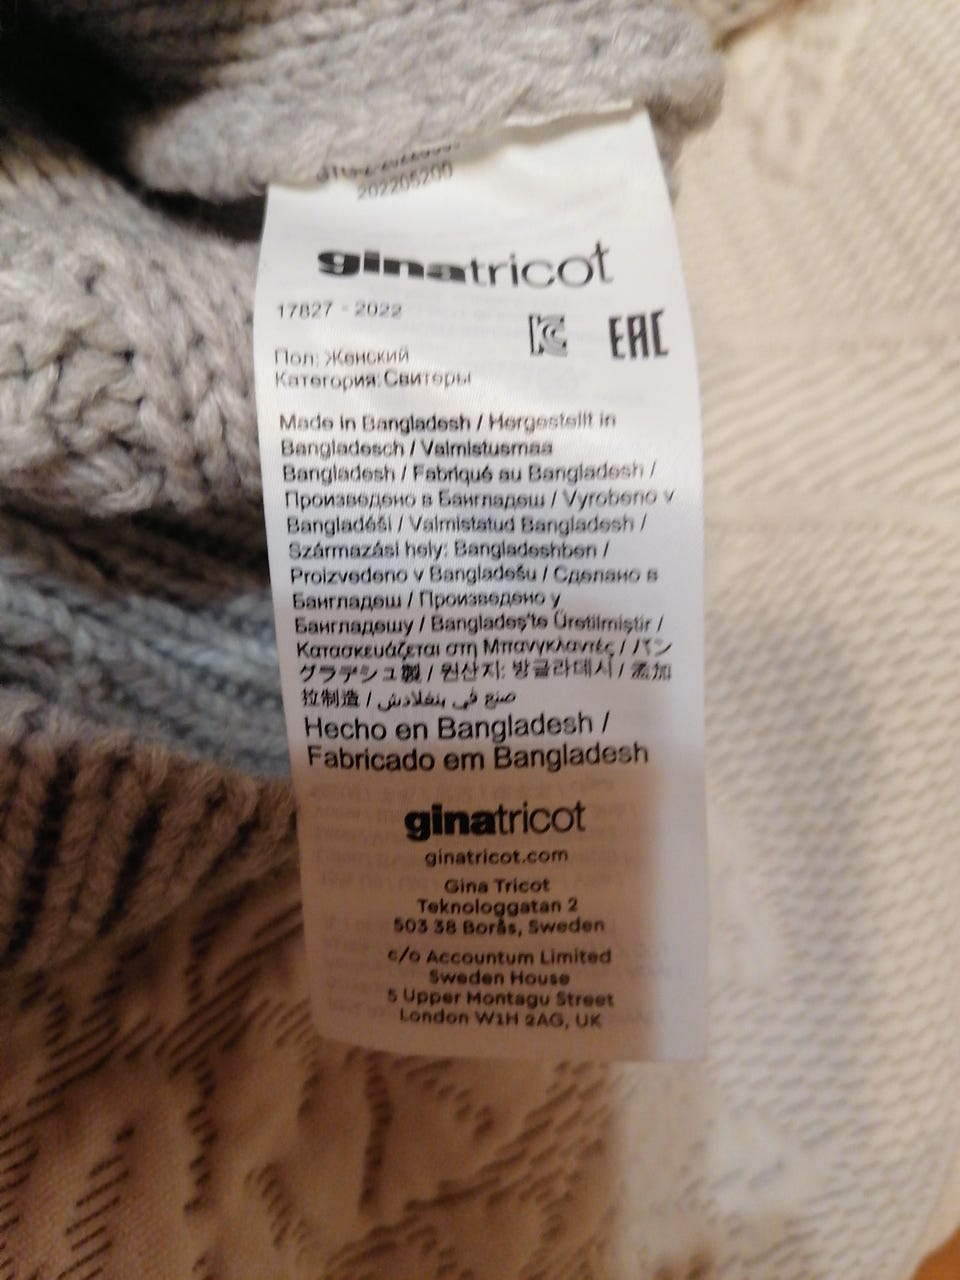 202205200
ginatricot
17827 - 2022
EAC
Пол: Женский
Категория: Свитеры
Made in Bangladesh / Hergestellt in
Bangladesch / Valmistusmaa
Bangladesh / Fabriqué au Bangladesh /
Произведено в Бангладеш / Vyrobeno v
Bangladéši / Valmistatud Bangladesh /
Származási hely: Bangladeshben /
Proizvedeno v Bangladešu / Сделано в
Бангладеш / Произведено у
Бангладешу / Bangladeş'te Üretilmiştir /
Κατασκευάζεται στη Μπανγκλαντές / バン
グラデシュ製 / 원산지: 방글라데시 / 孟加
拉制造 / صنع في بنغلادش
Hecho en Bangladesh /
Fabricado em Bangladesh
ginatricot
ginatricot.com
Gina Tricot
Teknologgatan 2
503 38 Borås, Sweden
c/o Accountum Limited
Sweden House
5 Upper Montagu Street
London W1H 2AG, UK